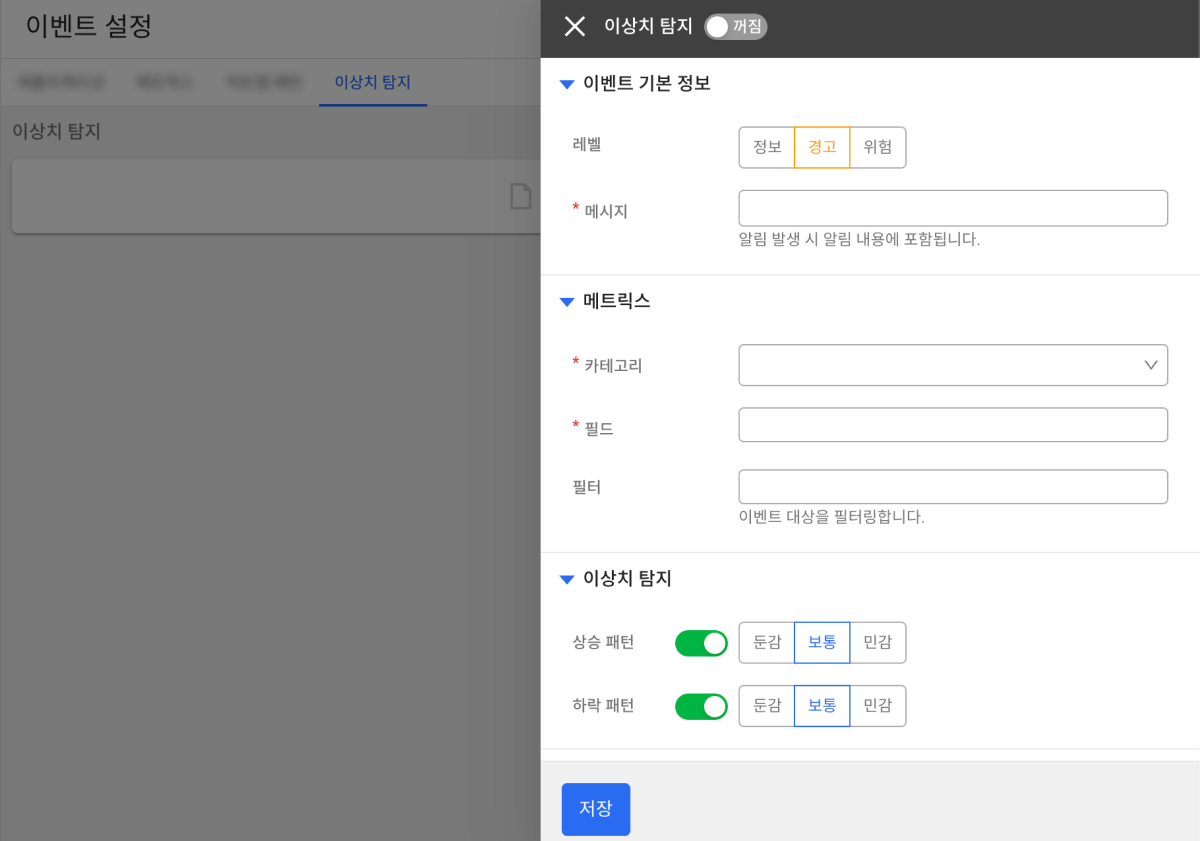 이벤트 설정
이상치 탐지
이상치 탐지
이상치 탐지 꺼짐
이벤트 기본 정보
레벨 정보 경고 위험
* 메시지
알림 발생 시 알림 내용에 포함됩니다.
메트릭스
* 카테고리
* 필드
필터
이벤트 대상을 필터링합니다.
이상치 탐지
상승 패턴 둔감 보통 민감
하락 패턴 둔감 보통 민감
저장